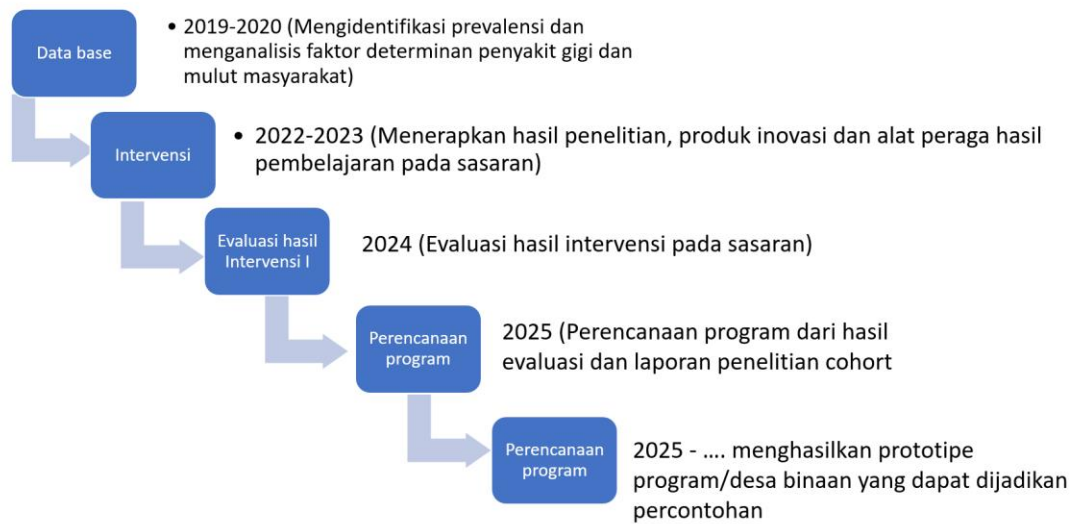 Data base
• 2019-2020 (Mengidentifikasi prevalensi dan
menganalisis faktor determinan penyakit gigi dan
mulut masyarakat)
Intervensi
• 2022-2023 (Menerapkan hasil penelitian, produk inovasi dan alat peraga hasil
pembelajaran pada sasaran)
Evaluasi hasil
Intervensi I
2024 (Evaluasi hasil intervensi pada sasaran)
Perencanaan
program
2025 (Perencanaan program dari hasil
evaluasi dan laporan penelitian cohort
Perencanaan
program
2025 - .... menghasilkan prototipe
program/desa binaan yang dapat dijadikan
percontohan